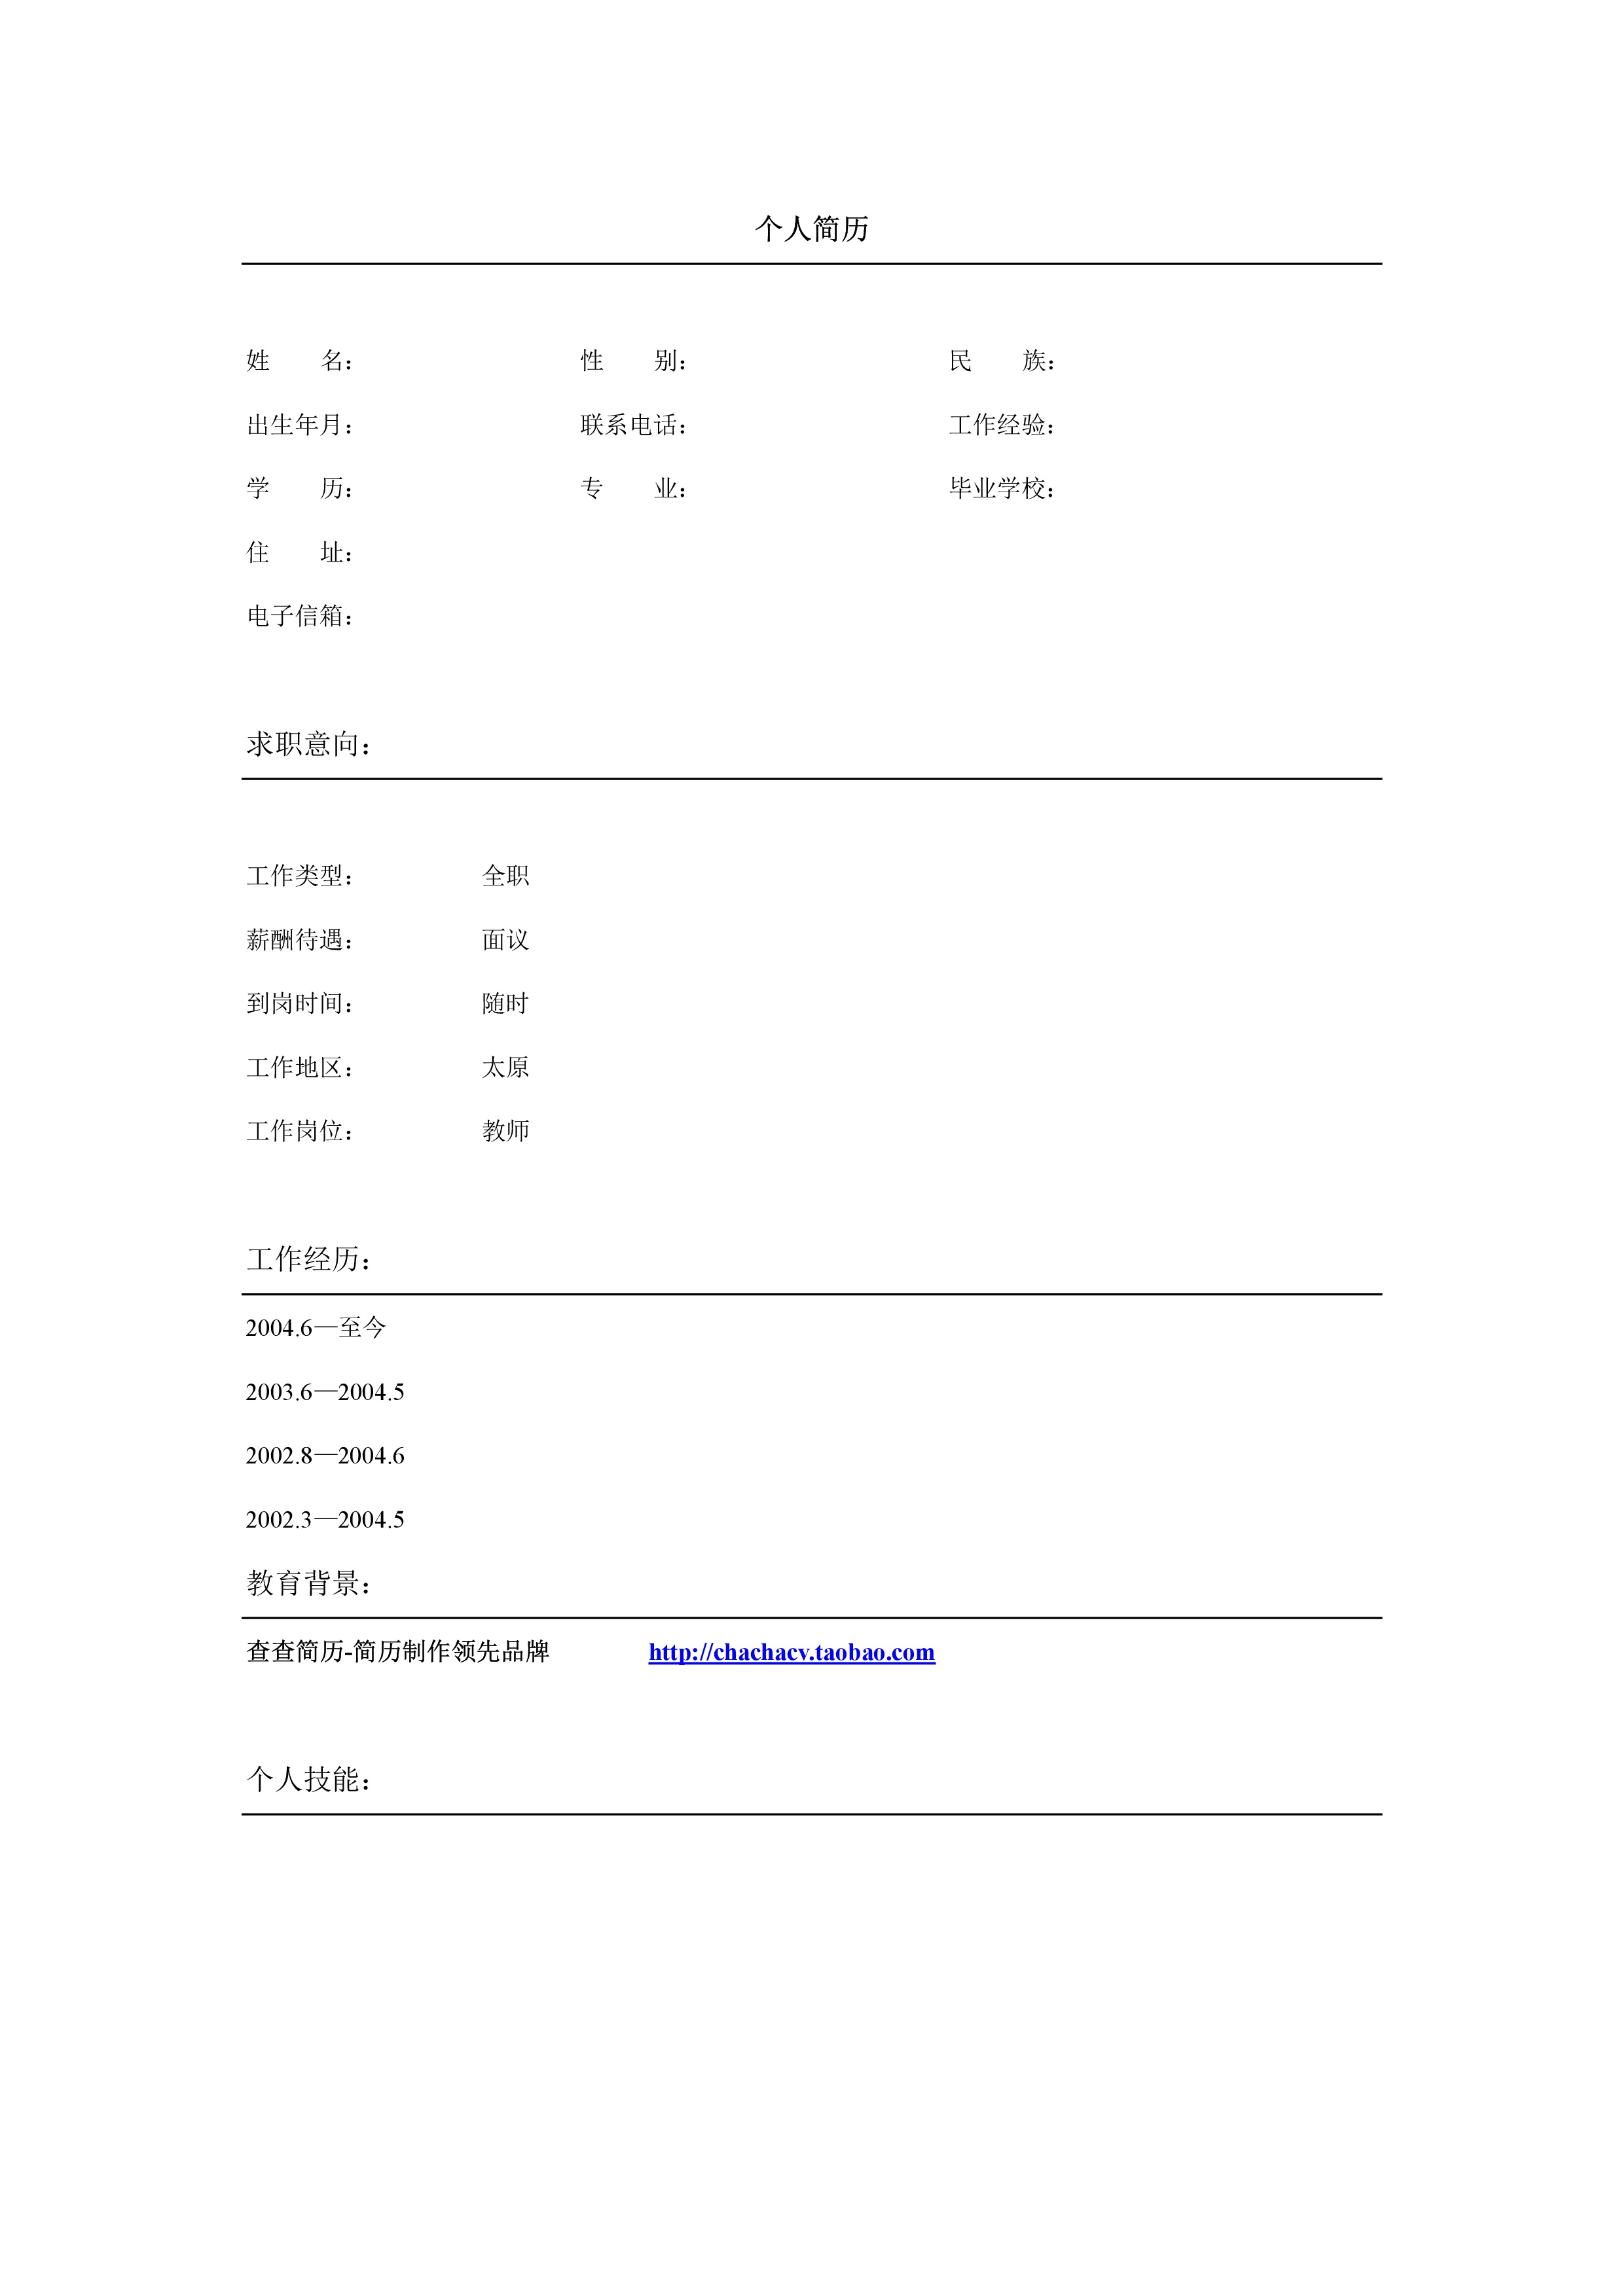 个人简历
姓　　名： 性　　别： 民　　族：
出生年月： 联系电话： 工作经验：
学　　历： 专　　业： 毕业学校：
住　　址：
电子信箱：
求职意向：
工作类型： 全职
薪酬待遇： 面议
到岗时间： 随时
工作地区： 太原
工作岗位： 教师
工作经历：
2004.6—至今
2003.6—2004.5
2002.8—2004.6
2002.3—2004.5
教育背景：
查查简历-简历制作领先品牌 http://chachacv.taobao.com
个人技能：